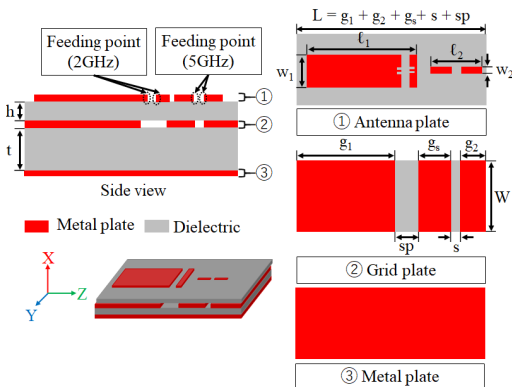 Feeding point
(2GHz)
Feeding point
(5GHz)
①
h
②
t
③
Side view
Metal plate
Dielectric
X
Z
Y
L = g₁ + g₂ + gₛ + s + sp
ℓ₁
ℓ₂
w₁
w₂
① Antenna plate
g₁
gₛ
g₂
W
sp
s
② Grid plate
③ Metal plate